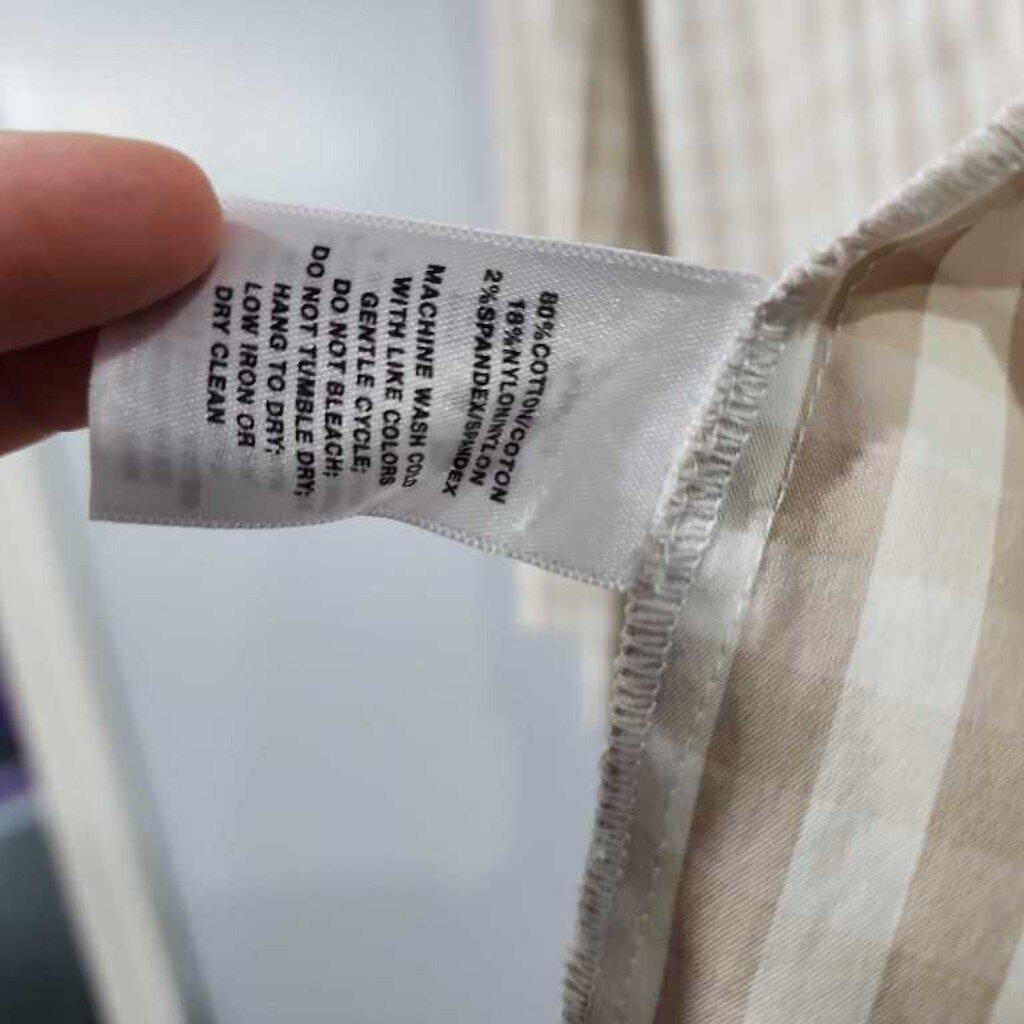 80%COTTON/COTON
18%NYLON/NYLON
2%SPANDEX/SPANDEX
MACHINE WASH COLD
WITH LIKE COLORS
GENTLE CYCLE;
DO NOT BLEACH;
DO NOT TUMBLE DRY;
HANG TO DRY;
LOW IRON OR
DRY CLEAN